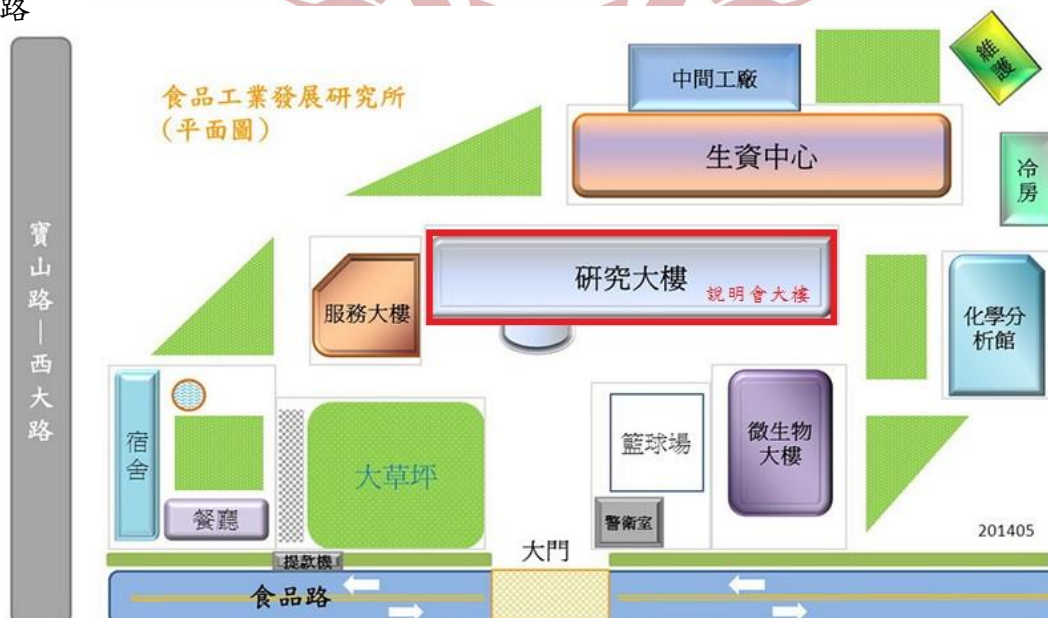 路
食品工業發展研究所
(平面圖)
中間工廠
維護
生資中心
冷房
寶山路—西大路
研究大樓
說明會大樓
服務大樓
化學分
析館
宿舍
餐廳
大草坪
籃球場
微生物
大樓
警衛室
201405
提款機
大門
食品路